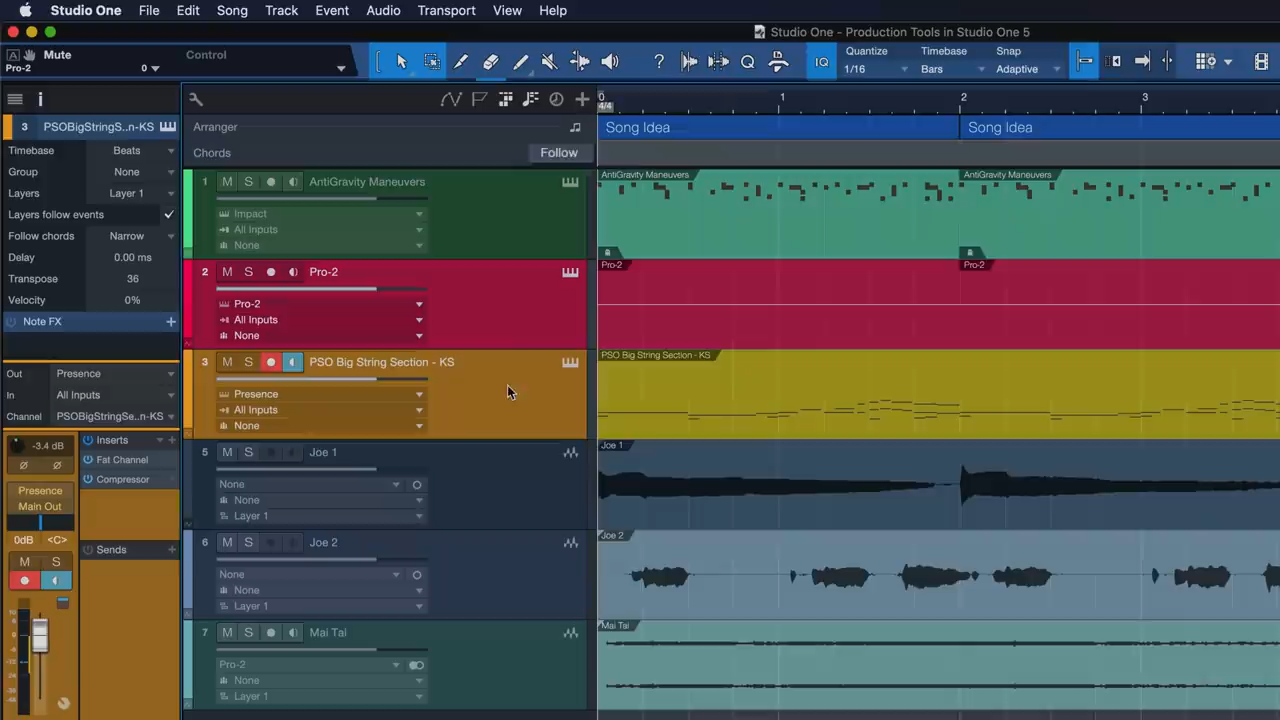 Studio One File Edit Song Track Event Audio Transport View Help
Studio One - Production Tools in Studio One 5
A Mute Control
Pro-2 0
Quantize Timebase Snap
1/16 Bars Adaptive
IQ
? Q
i
3 PSOBigStringS..n-KS
Timebase Beats
Group None
Layers Layer 1
Layers follow events
Follow chords Narrow
Delay 0.00 ms
Transpose 36
Velocity 0%
Note FX +
Out Presence
In All Inputs
Channel PSOBigStringSe..n-KS
-3.4 dB
Inserts +
Fat Channel
Compressor
Presence
Main Out
0dB <C>
Sends +
M S
0 1 2 3
4/4
Arranger
Song Idea Song Idea
Chords Follow
1 M S AntiGravity Maneuvers
Impact
All Inputs
None
AntiGravity Maneuvers AntiGravity Maneuvers
2 M S Pro-2
Pro-2
All Inputs
None
Pro-2 Pro-2
3 M S PSO Big String Section - KS
Presence
All Inputs
None
PSO Big String Section - KS
5 M S Joe 1
None
None
Layer 1
Joe 1
6 M S Joe 2
None
None
Layer 1
Joe 2
7 M S Mai Tai
Pro-2
None
Layer 1
Mai Tai